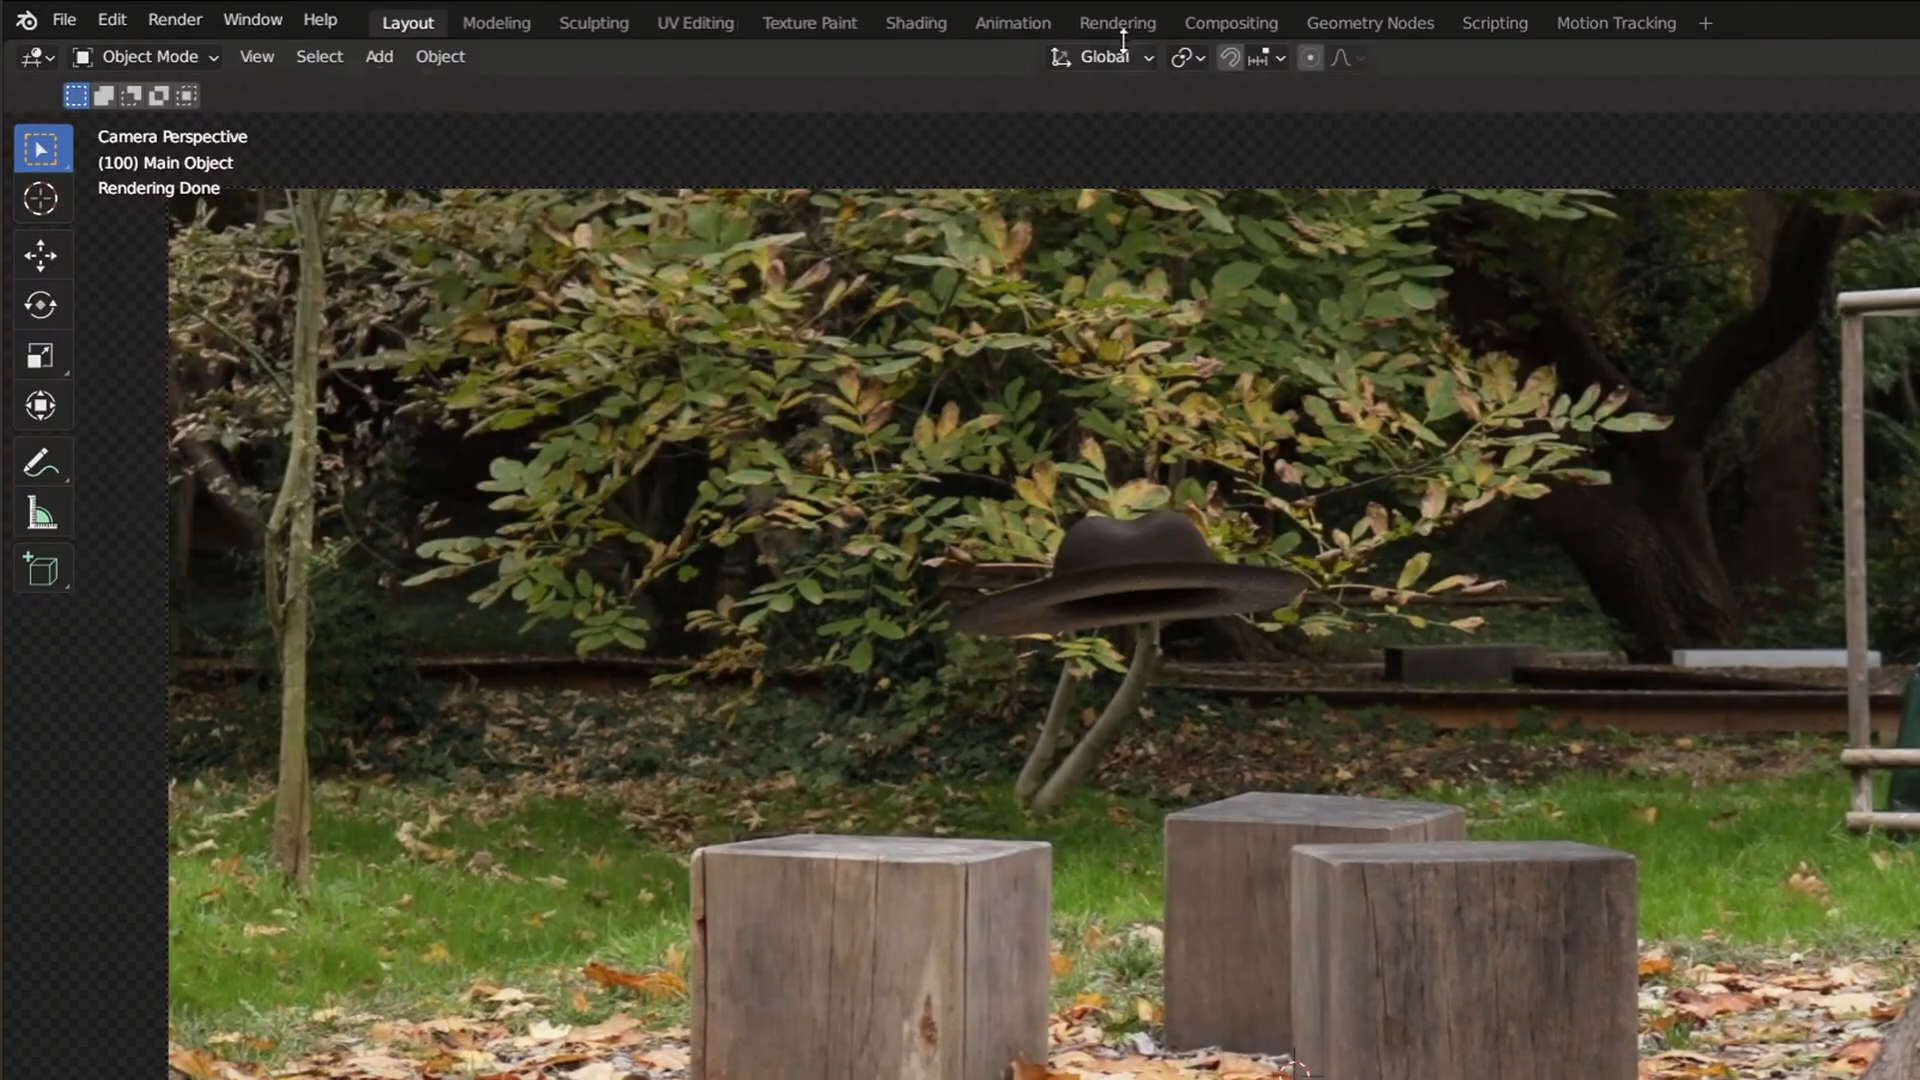 File Edit Render Window Help Layout Modeling Sculpting UV Editing Texture Paint Shading Animation Rendering Compositing Geometry Nodes Scripting Motion Tracking +
Object Mode View Select Add Object Global
Camera Perspective
(100) Main Object
Rendering Done